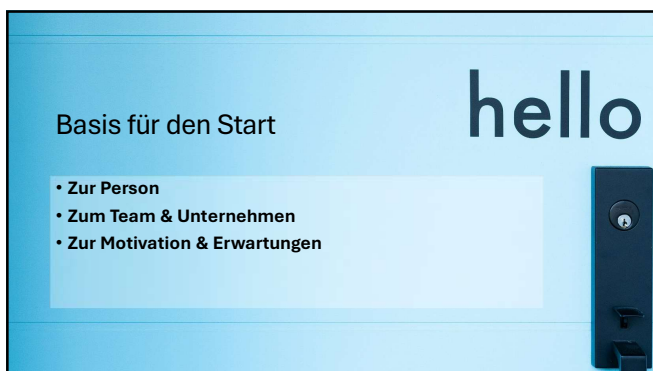 hello
Basis für den Start
• Zur Person
• Zum Team & Unternehmen
• Zur Motivation & Erwartungen